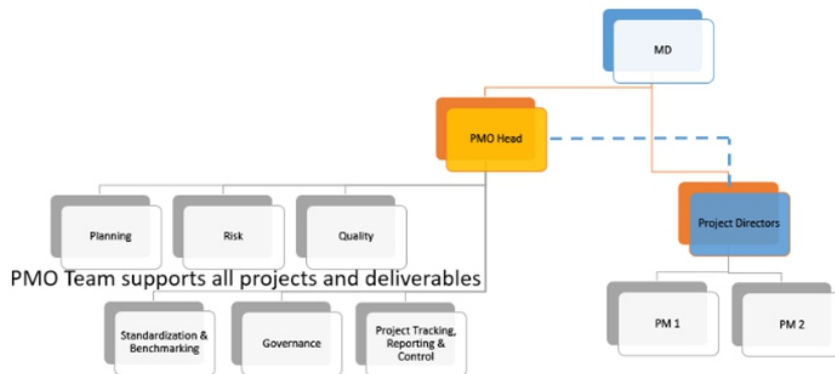 MD
PMO Head
Project Directors
Planning
Risk
Quality
PMO Team supports all projects and deliverables
Standardization &
Benchmarking
Governance
Project Tracking,
Reporting &
Control
PM 1
PM 2